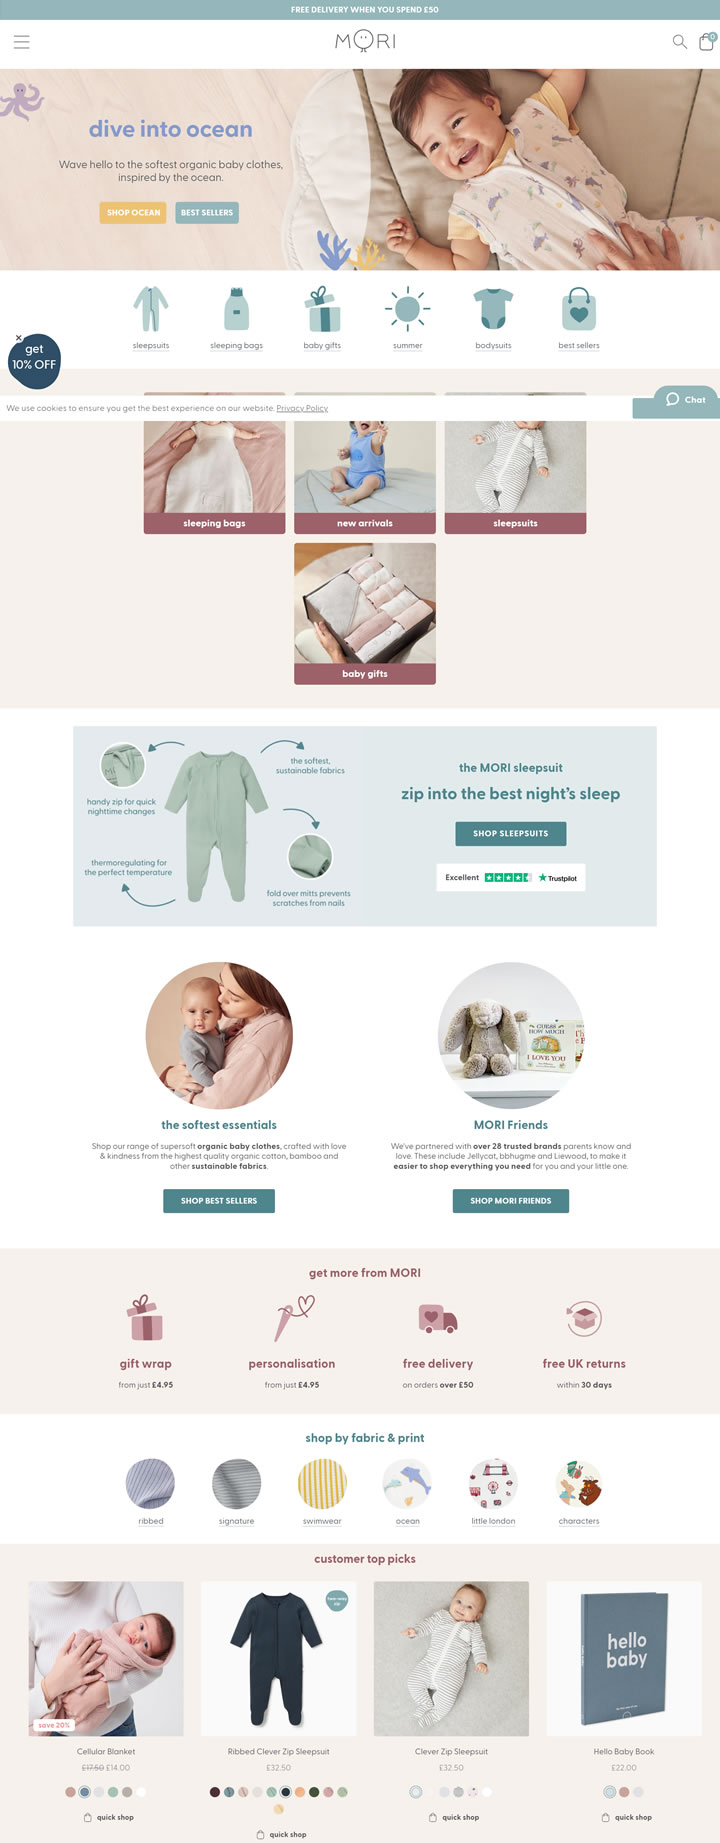 FREE DELIVERY WHEN YOU SPEND £50
MORI
0
dive into ocean
Wave hello to the softest organic baby clothes,
inspired by the ocean.
SHOP OCEAN
BEST SELLERS
sleepsuits
sleeping bags
baby gifts
summer
bodysuits
best sellers
×
get
10% OFF
We use cookies to ensure you get the best experience on our website. Privacy Policy
Chat
sleeping bags
new arrivals
sleepsuits
baby gifts
handy zip for quick
nighttime changes
the softest,
sustainable fabrics
thermoregulating for
the perfect temperature
fold over mitts prevents
scratches from nails
the MORI sleepsuit
zip into the best night's sleep
SHOP SLEEPSUITS
Excellent
Trustpilot
GUESS
HOW MUCH
I LOVE YOU
the softest essentials
Shop our range of supersoft organic baby clothes, crafted with love
& kindness from the highest quality organic cotton, bamboo and
other sustainable fabrics.
SHOP BEST SELLERS
MORI Friends
We've partnered with over 28 trusted brands parents know and
love. These include Jellycat, bbhugme and Liewood, to make it
easier to shop everything you need for you and your little one.
SHOP MORI FRIENDS
get more from MORI
gift wrap
from just £4.95
personalisation
from just £4.95
free delivery
on orders over £50
free UK returns
within 30 days
shop by fabric & print
ribbed
signature
swimwear
ocean
little london
characters
customer top picks
save 20%
Cellular Blanket
£17.50 £14.00
quick shop
two-way
zip
Ribbed Clever Zip Sleepsuit
£32.50
quick shop
Clever Zip Sleepsuit
£32.50
quick shop
hello
baby
Hello Baby Book
£22.00
quick shop